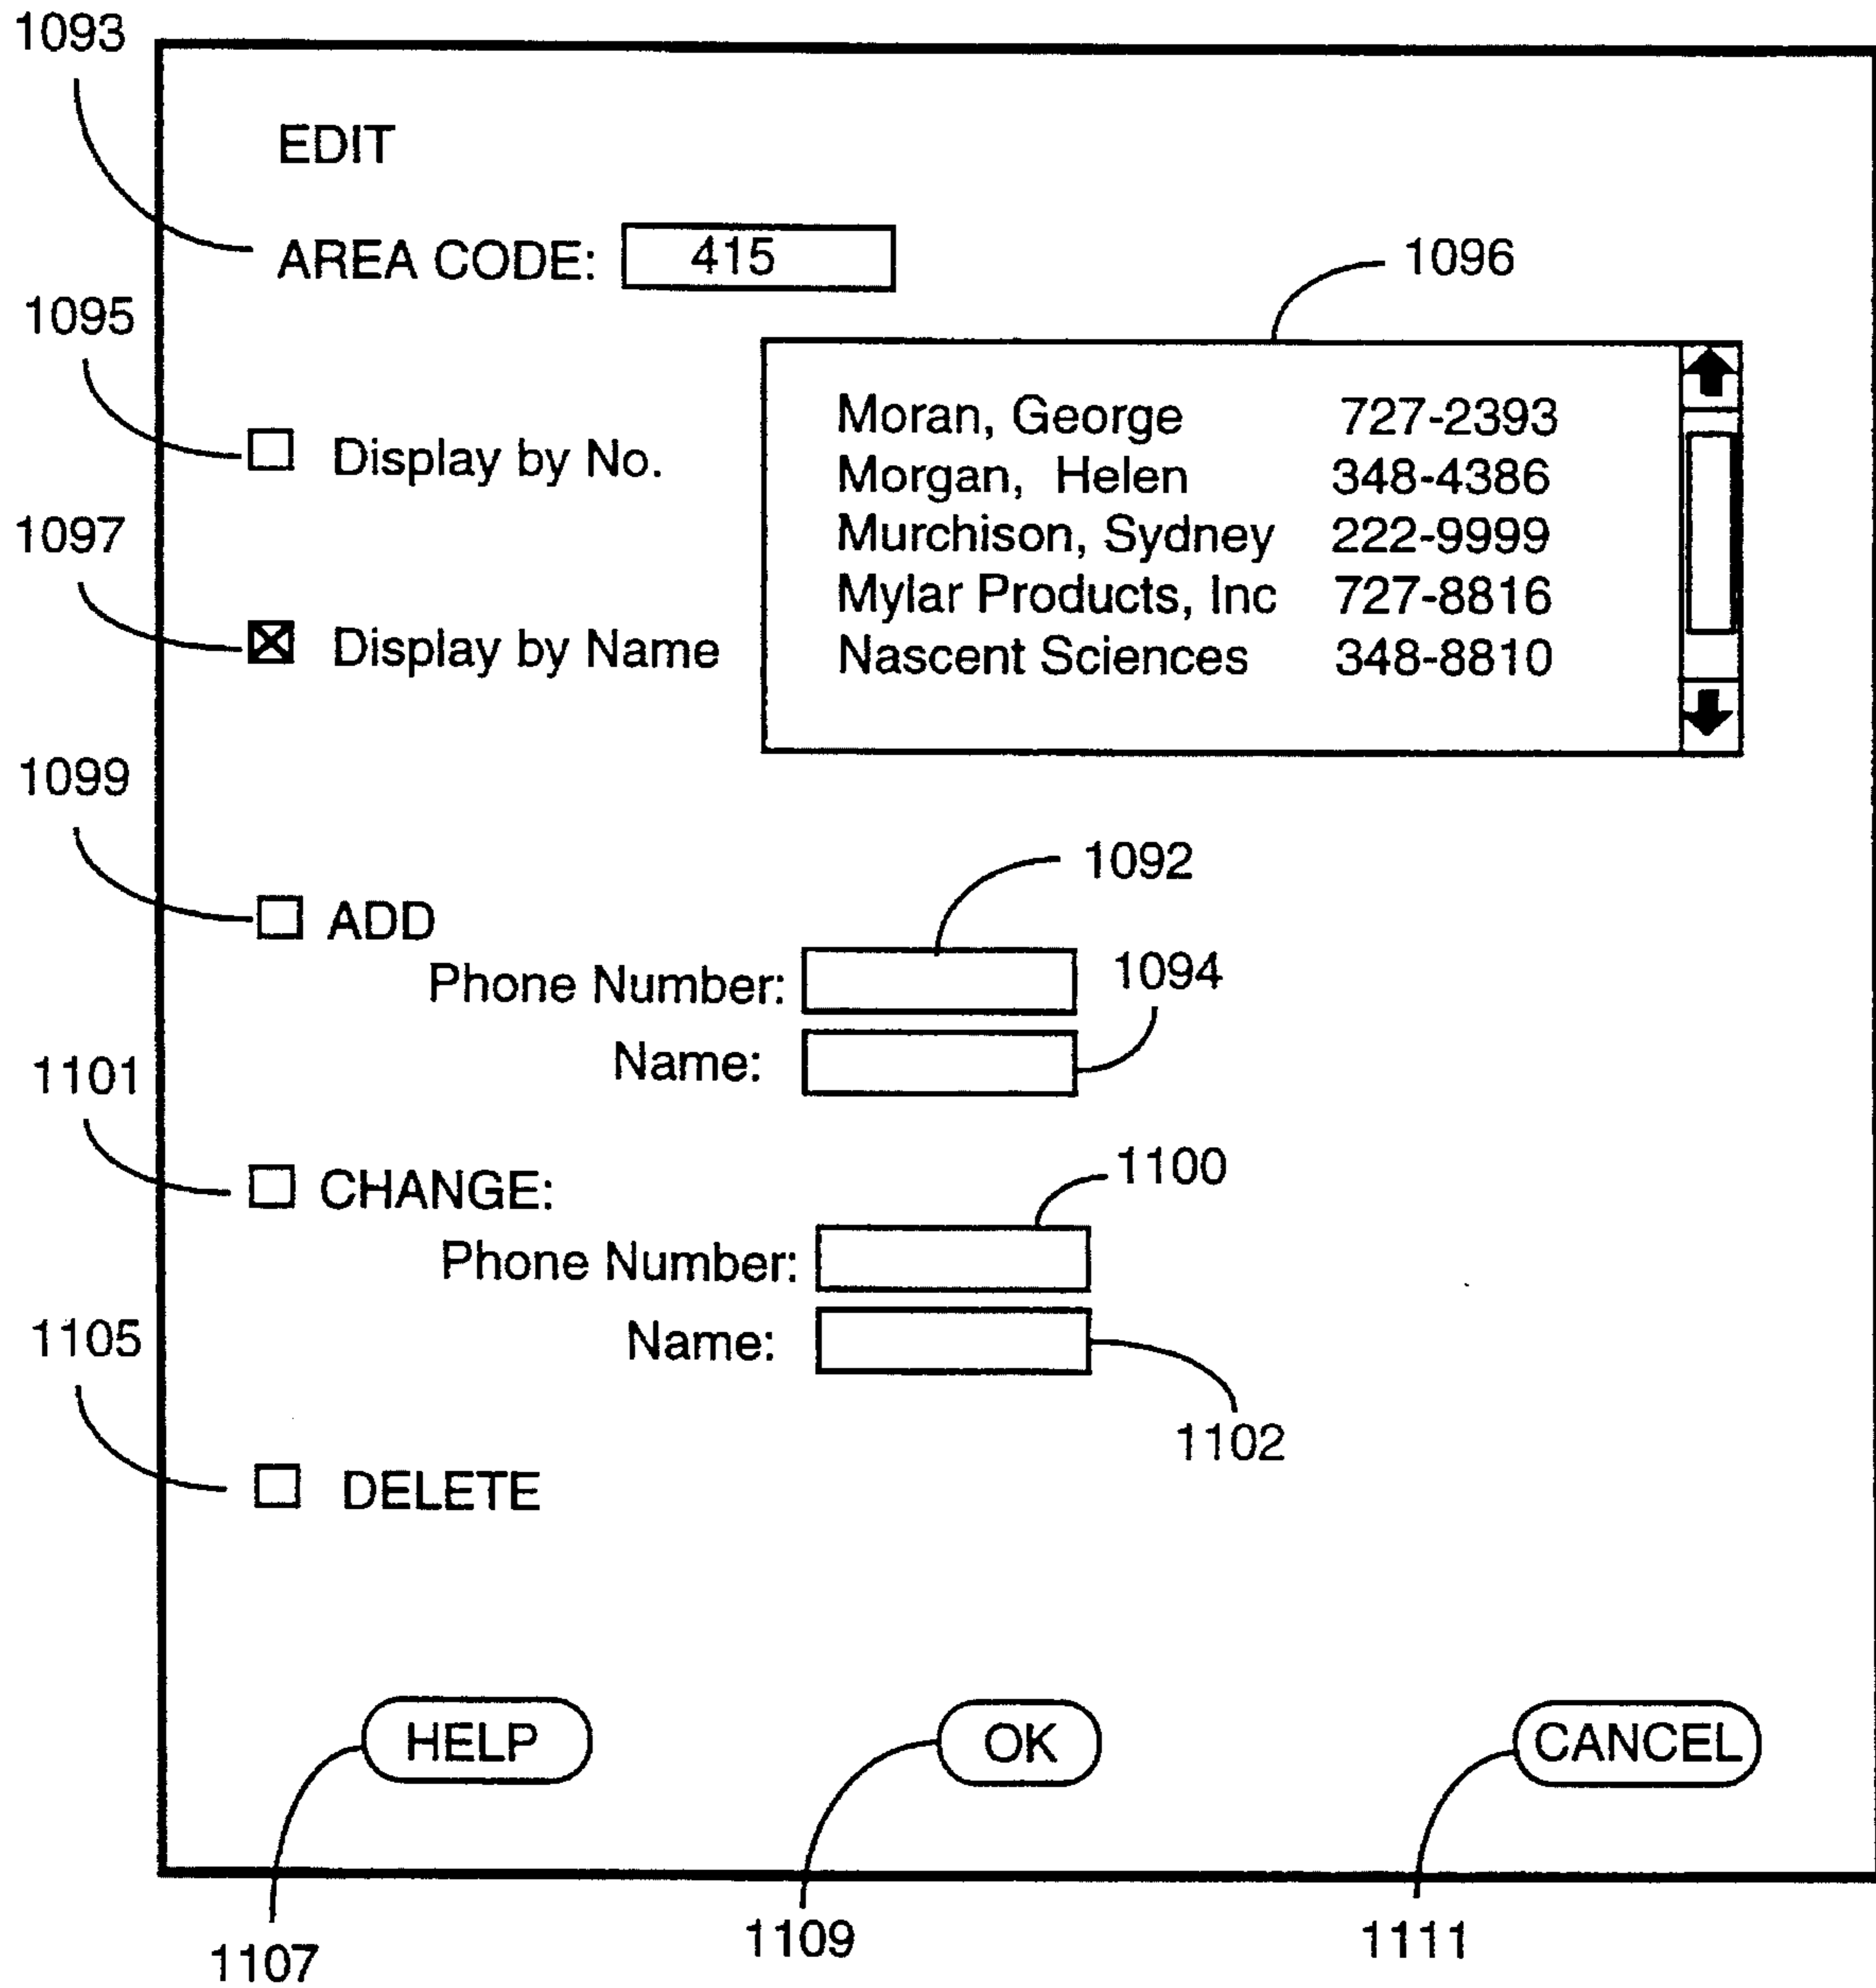 1093
EDIT
AREA CODE: 415
1096
1095
Moran, George 727-2393
Display by No.
Morgan, Helen 348-4386
1097
Murchison, Sydney 222-9999
Mylar Products, Inc 727-8816
Display by Name
Nascent Sciences 348-8810
1099
1092
ADD
Phone Number:
1094
Name:
1101
1100
CHANGE:
Phone Number:
1105
Name:
1102
DELETE
HELP OK CANCEL
1107 1109 1111